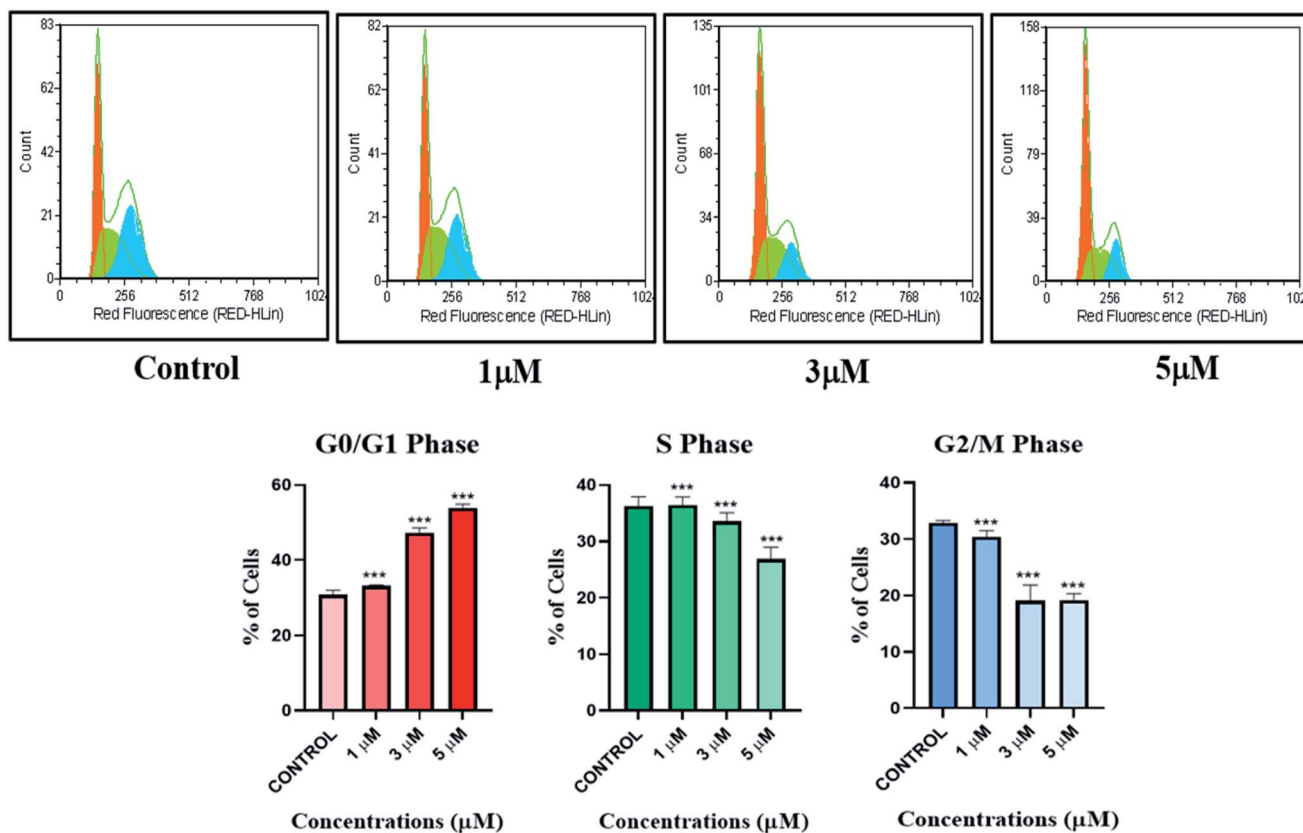 83
62
42
21
0
Count
0 256 512 768 1024
Red Fluorescence (RED-HLin)
Control
82
61
41
21
0
Count
0 256 512 768 1024
Red Fluorescence (RED-HLin)
1μM
135
101
68
34
0
Count
0 256 512 768 1024
Red Fluorescence (RED-HLin)
3μM
158
118
79
39
0
Count
0 256 512 768 1024
Red Fluorescence (RED-HLin)
5μM
G0/G1 Phase
% of Cells
60
40
20
0
*** *** ***
CONTROL 1 μM 3 μM 5 μM
Concentrations (μM)
S Phase
% of Cells
40
30
20
10
0
*** *** ***
CONTROL 1 μM 3 μM 5 μM
Concentrations (μM)
G2/M Phase
% of Cells
40
30
20
10
0
*** *** ***
CONTROL 1 μM 3 μM 5 μM
Concentrations (μM)